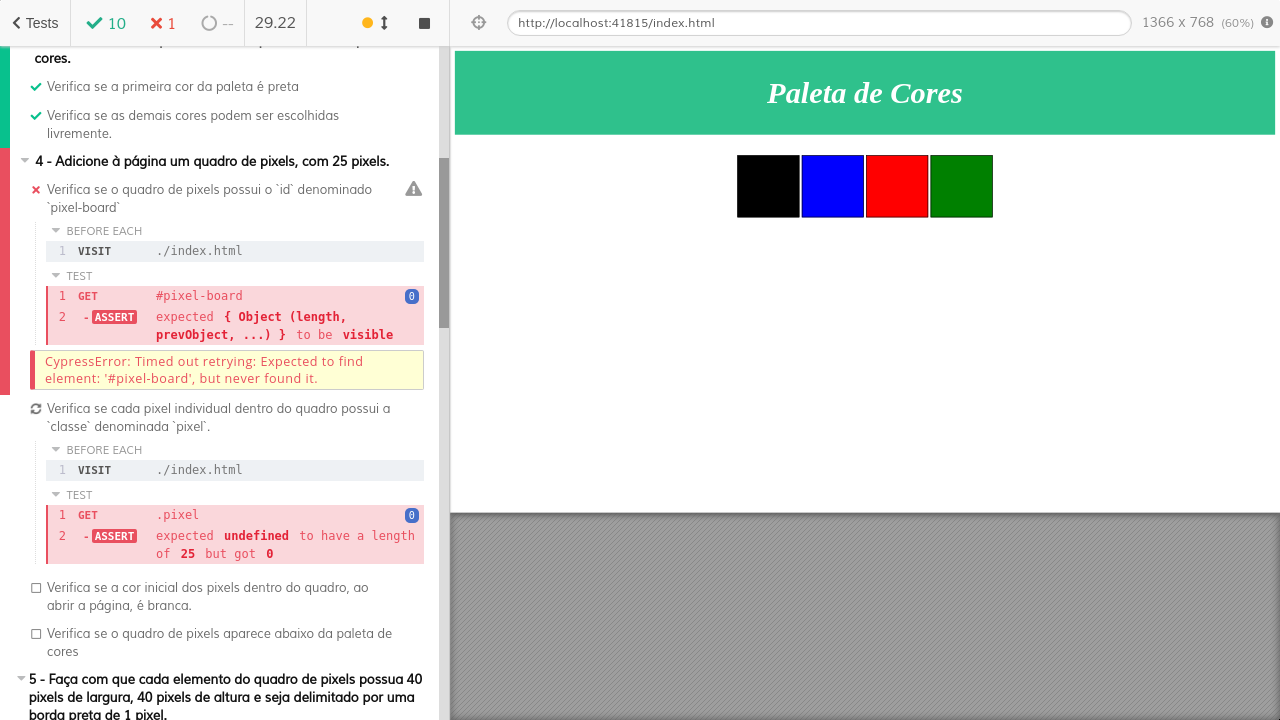 Tests
10
1
--
29.22
http://localhost:41815/index.html
1366 x 768 (60%)
cores.
Verifica se a primeira cor da paleta é preta
Verifica se as demais cores podem ser escolhidas
livremente.
4 - Adicione à página um quadro de pixels, com 25 pixels.
Verifica se o quadro de pixels possui o `id` denominado
`pixel-board`
BEFORE EACH
1 VISIT ./index.html
TEST
1 GET #pixel-board 0
2 - ASSERT expected { Object (length,
prevObject, ...) } to be visible
CypressError: Timed out retrying: Expected to find
element: '#pixel-board', but never found it.
Verifica se cada pixel individual dentro do quadro possui a
`classe` denominada `pixel`.
BEFORE EACH
1 VISIT ./index.html
TEST
1 GET .pixel 0
2 - ASSERT expected undefined to have a length
of 25 but got 0
Verifica se a cor inicial dos pixels dentro do quadro, ao
abrir a página, é branca.
Verifica se o quadro de pixels aparece abaixo da paleta de
cores
5 - Faça com que cada elemento do quadro de pixels possua 40
pixels de largura, 40 pixels de altura e seja delimitado por uma
borda preta de 1 pixel.
Paleta de Cores